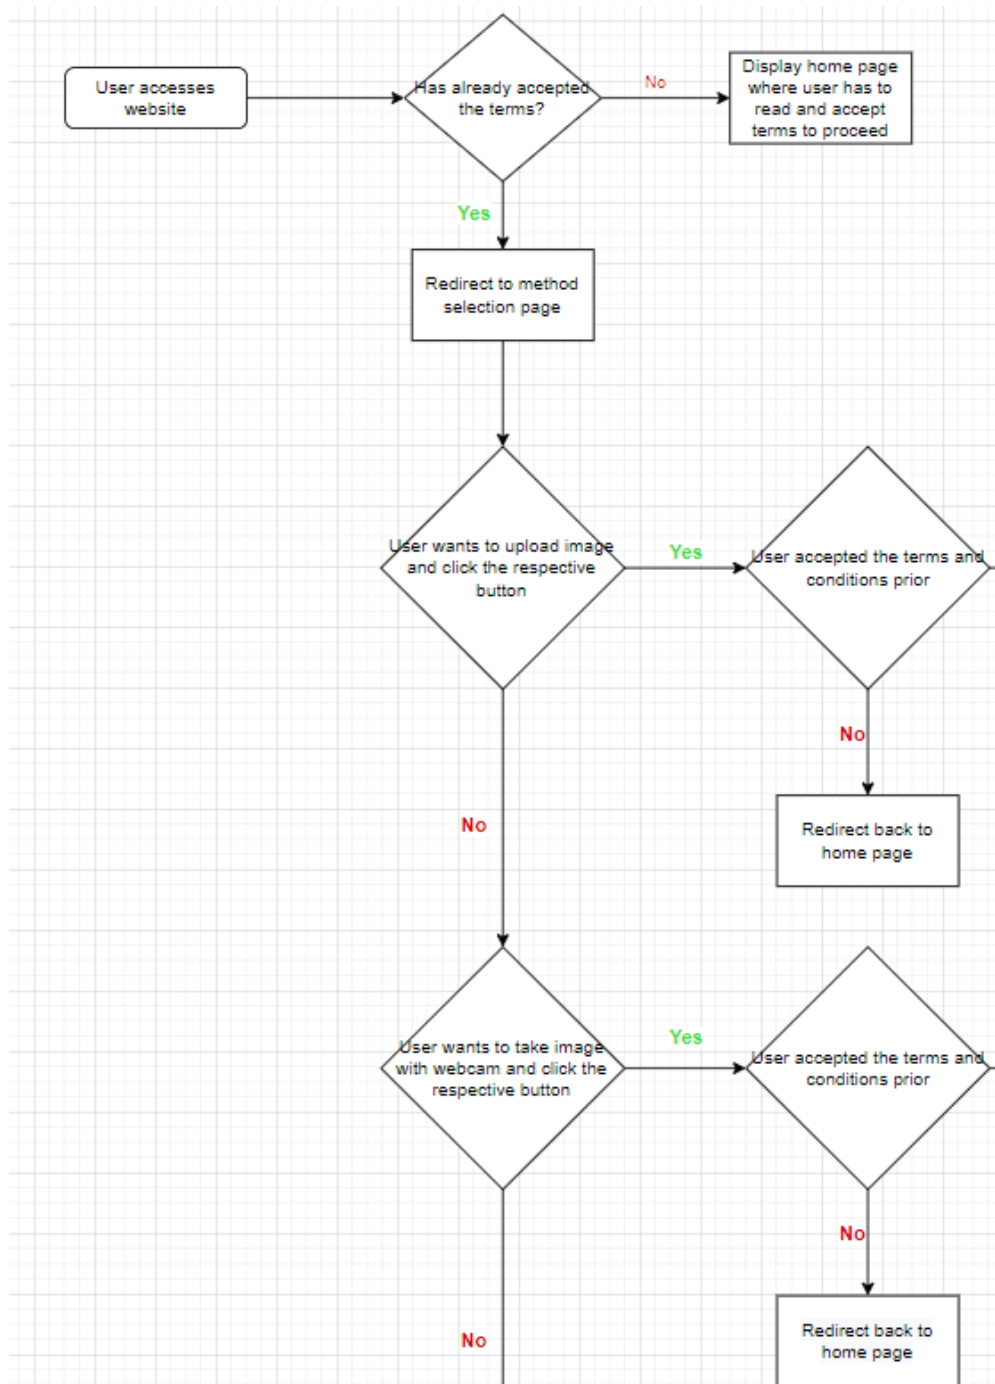 User accesses
website
Has already accepted
the terms?
No
Display home page
where user has to
read and accept
terms to proceed
Yes
Redirect to method
selection page
User wants to upload image
and click the respective
button
Yes
User accepted the terms and
conditions prior
No
Redirect back to
home page
No
User wants to take image
with webcam and click the
respective button
Yes
User accepted the terms and
conditions prior
No
Redirect back to
home page
No